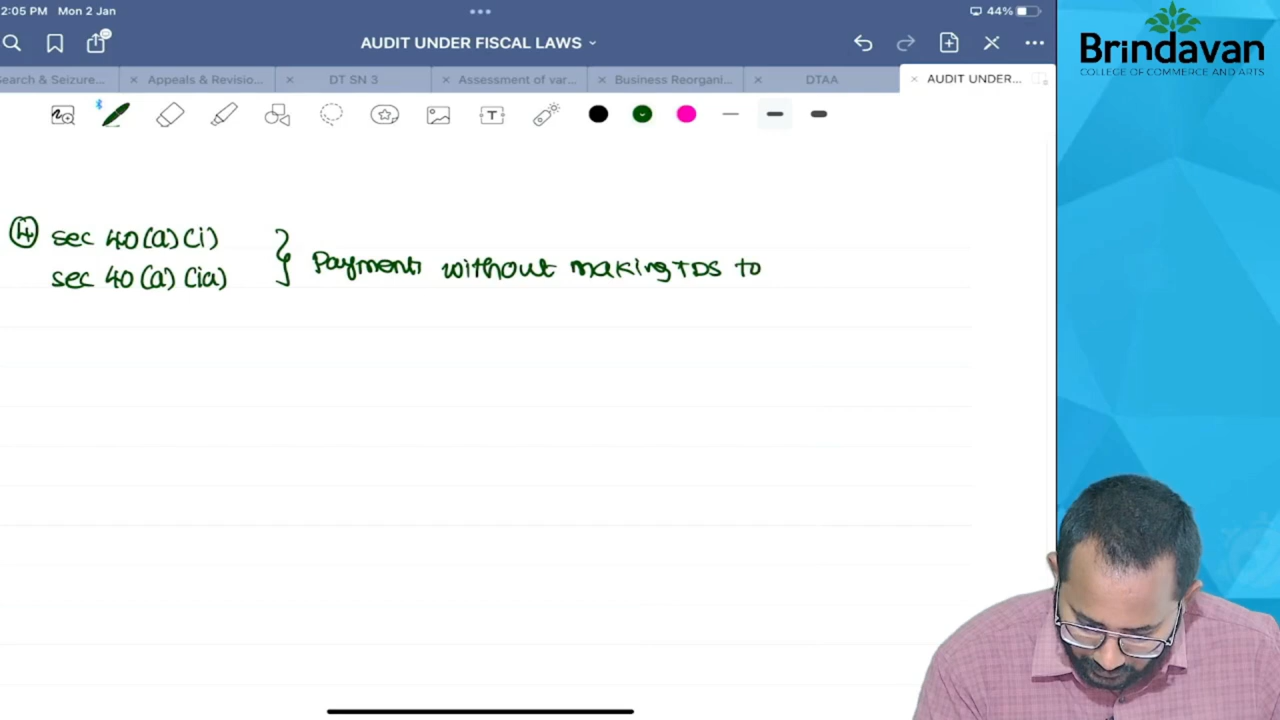 2:05 PM Mon 2 Jan
44%
AUDIT UNDER FISCAL LAWS
Brindavan
COLLEGE OF COMMERCE AND ARTS
earch & Seizure...
Appeals & Revisio...
DT SN 3
Assessment of var...
Business Reorgani...
DTAA
AUDIT UNDER...
T
4 sec 40(a)(i)
sec 40(a)(ia)
Payments without making TDS to